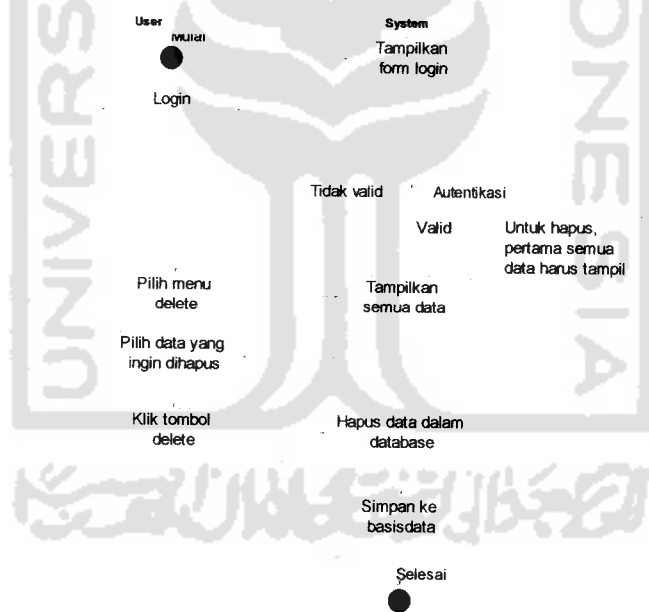 User
System
Mulai
Tampilkan
form login
Login
Tidak valid
Autentikasi
Valid
Untuk hapus,
pertama semua
data harus tampil
Pilih menu
delete
Tampilkan
semua data
Pilih data yang
ingin dihapus
Klik tombol
delete
Hapus data dalam
database
Simpan ke
basisdata
Selesai